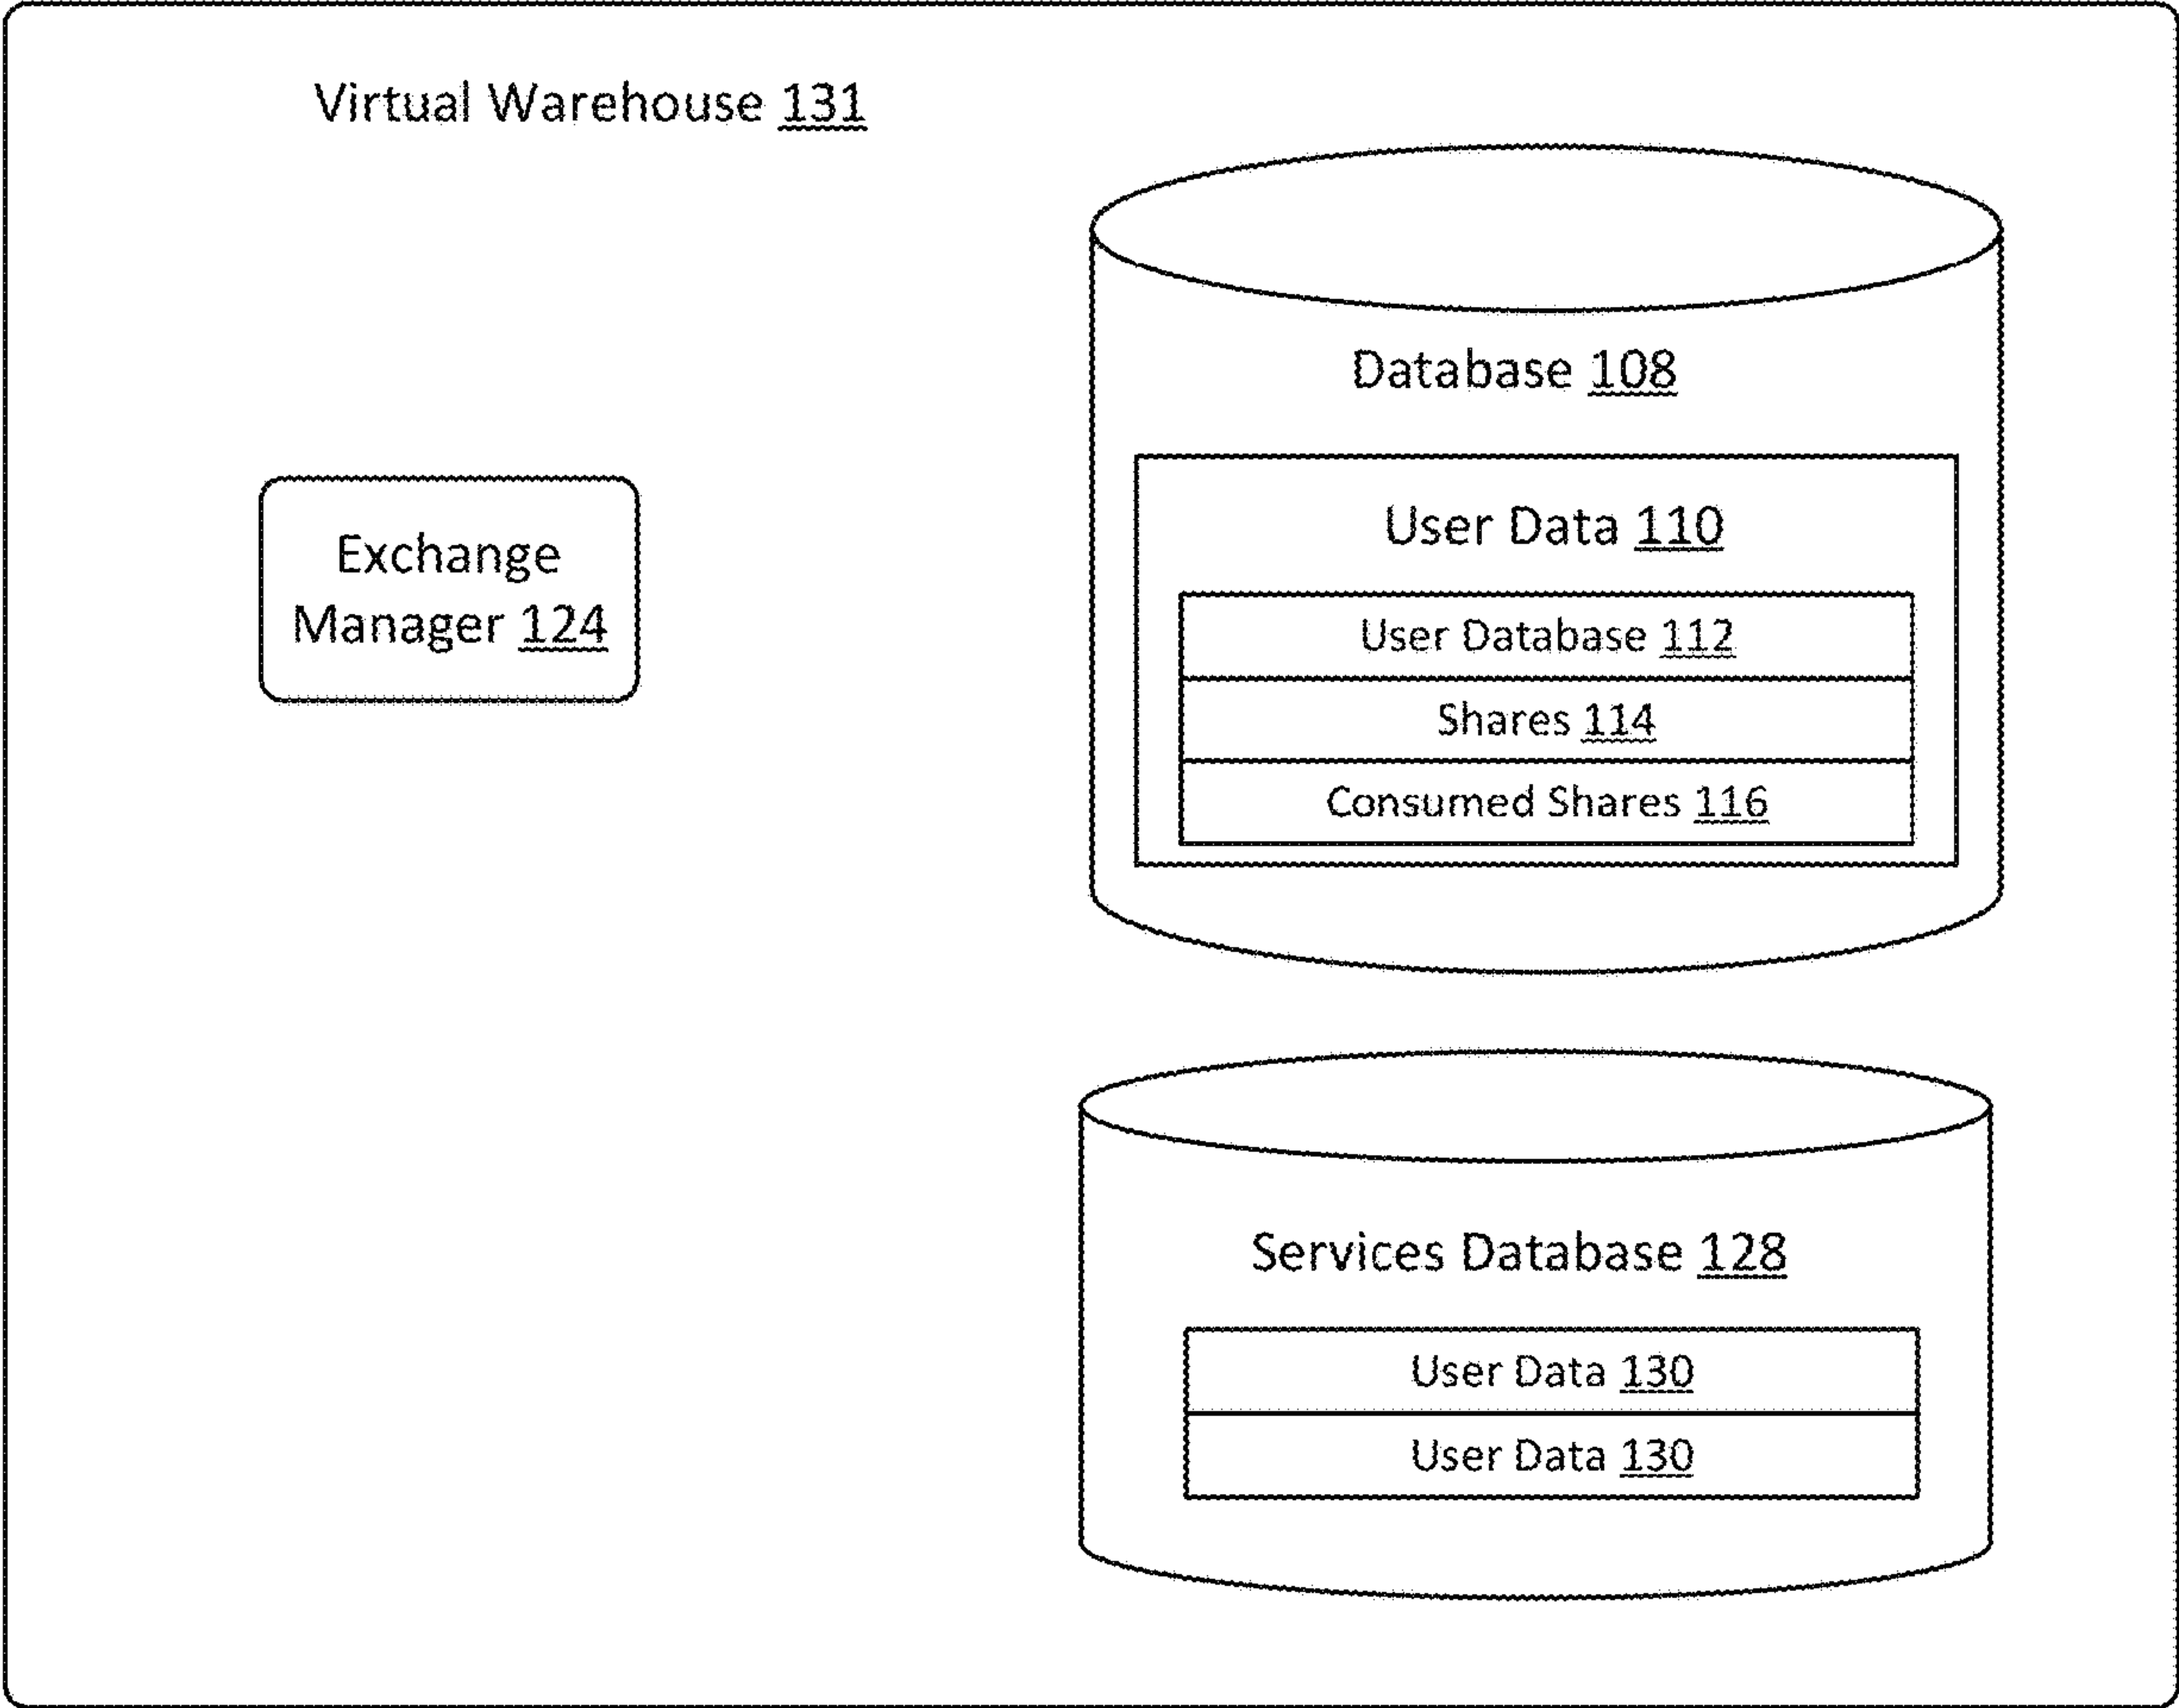 Virtual Warehouse 131
Database 108
User Data 110
User Database 112
Shares 114
Consumed Shares 116
Exchange
Manager 124
Services Database 128
User Data 130
User Data 130